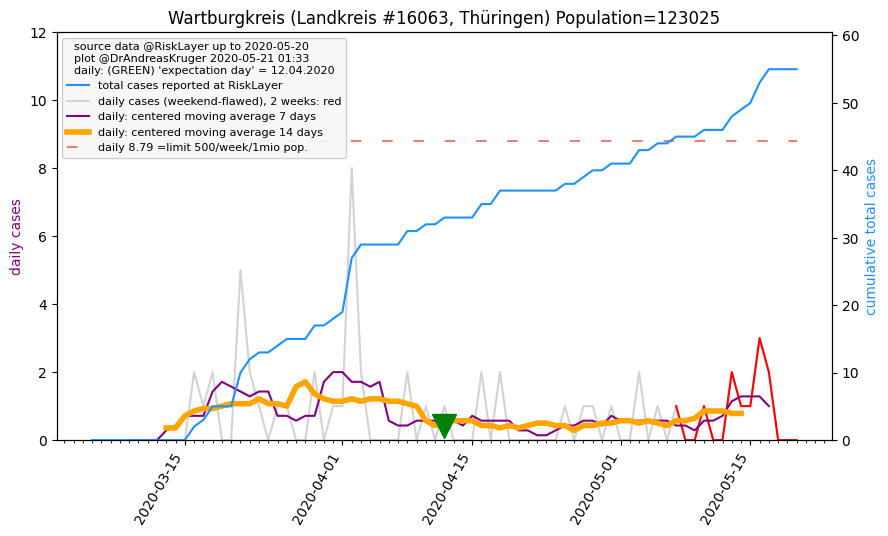 Wartburgkreis (Landkreis #16063, Thüringen) Population=123025
source data @RiskLayer up to 2020-05-20
plot @DrAndreasKruger 2020-05-21 01:33
daily: (GREEN) 'expectation day' = 12.04.2020
total cases reported at RiskLayer
daily cases (weekend-flawed), 2 weeks: red
daily: centered moving average 7 days
daily: centered moving average 14 days
daily 8.79 =limit 500/week/1mio pop.
daily cases
12
10
8
6
4
2
0
60
50
40
30
20
10
0
cumulative total cases
2020-03-15
2020-04-01
2020-04-15
2020-05-01
2020-05-15